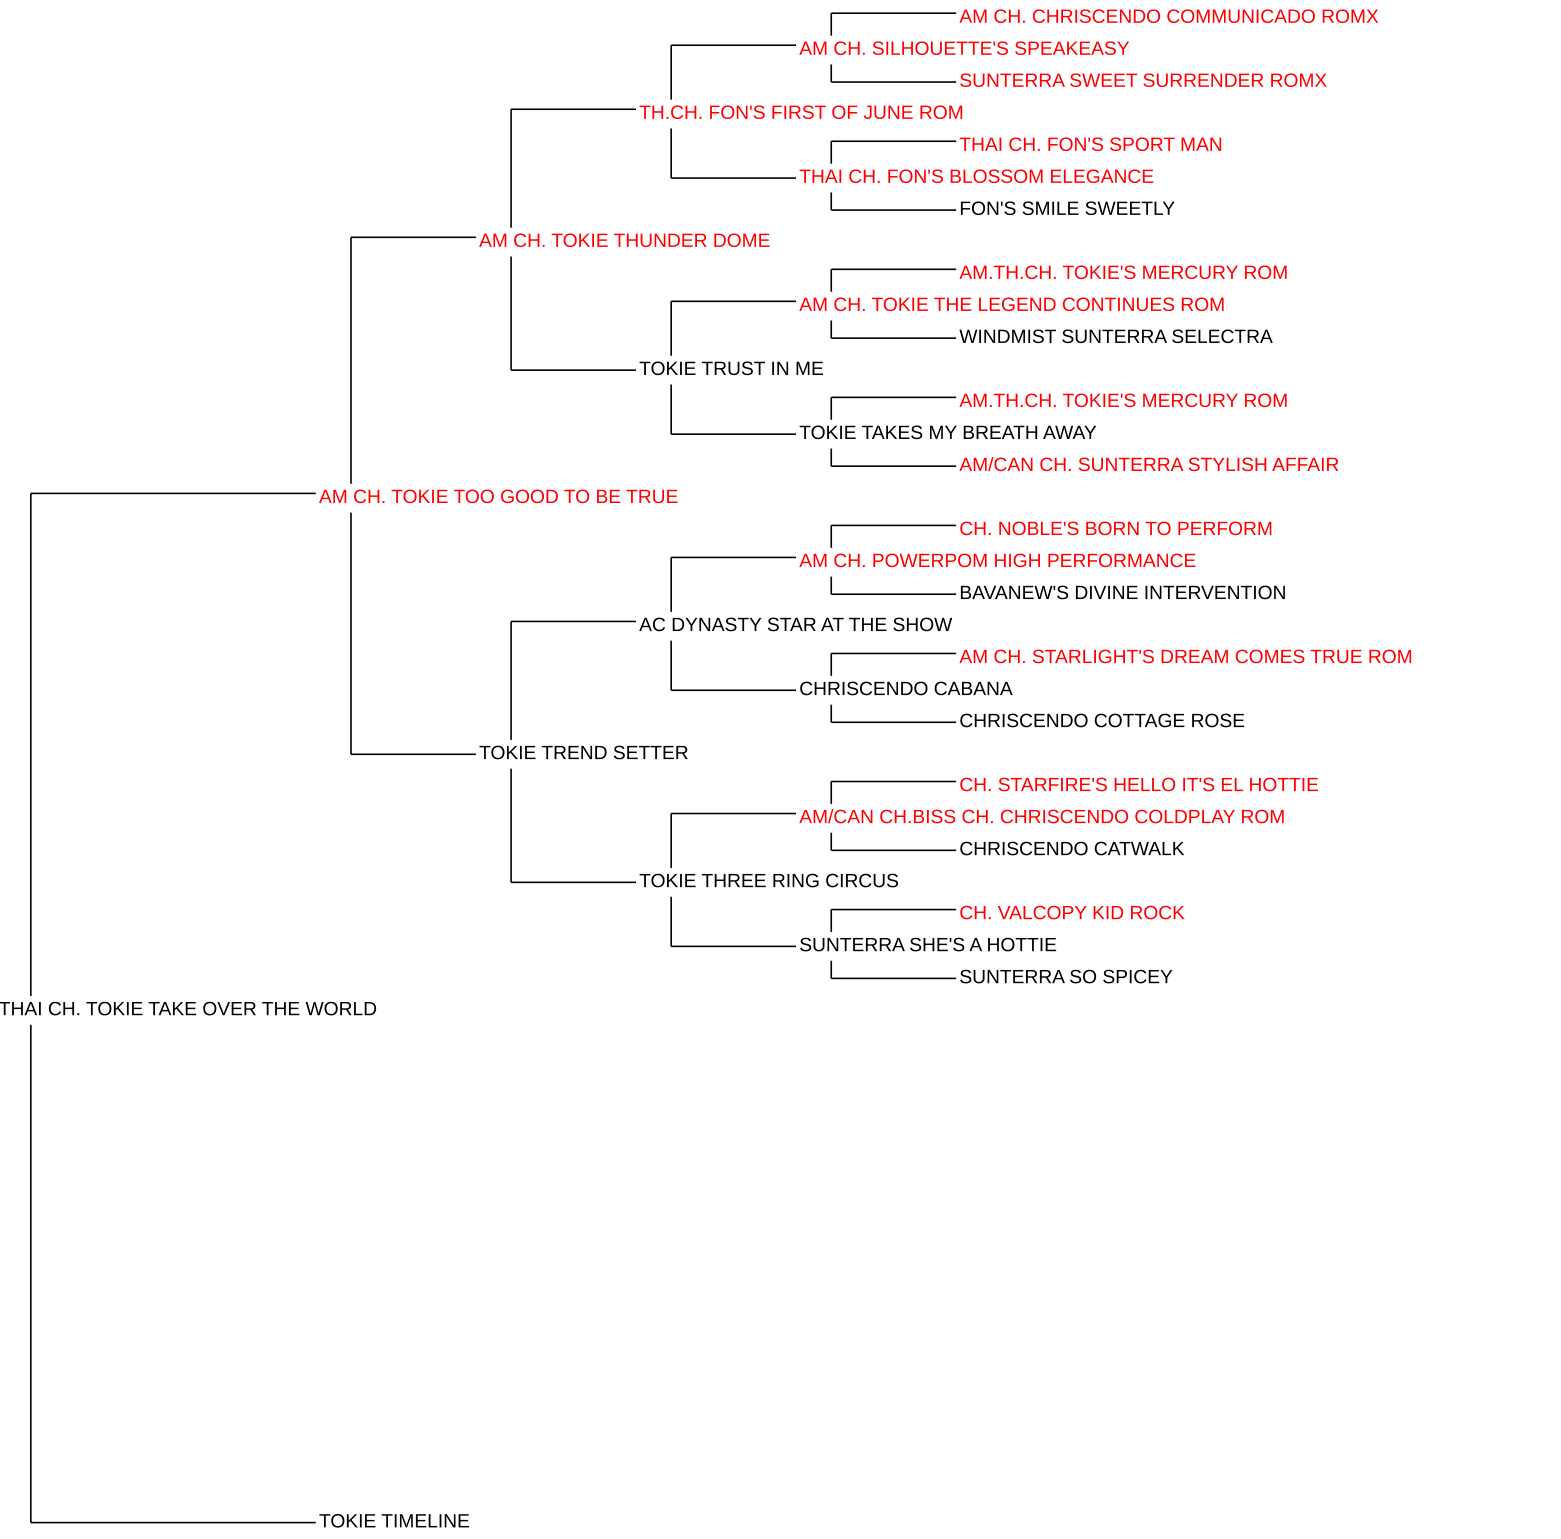 AM CH. CHRISCENDO COMMUNICADO ROMX
AM CH. SILHOUETTE'S SPEAKEASY
SUNTERRA SWEET SURRENDER ROMX
TH.CH. FON'S FIRST OF JUNE ROM
THAI CH. FON'S SPORT MAN
THAI CH. FON'S BLOSSOM ELEGANCE
FON'S SMILE SWEETLY
AM CH. TOKIE THUNDER DOME
AM.TH.CH. TOKIE'S MERCURY ROM
AM CH. TOKIE THE LEGEND CONTINUES ROM
WINDMIST SUNTERRA SELECTRA
TOKIE TRUST IN ME
AM.TH.CH. TOKIE'S MERCURY ROM
TOKIE TAKES MY BREATH AWAY
AM/CAN CH. SUNTERRA STYLISH AFFAIR
AM CH. TOKIE TOO GOOD TO BE TRUE
CH. NOBLE'S BORN TO PERFORM
AM CH. POWERPOM HIGH PERFORMANCE
BAVANEW'S DIVINE INTERVENTION
AC DYNASTY STAR AT THE SHOW
AM CH. STARLIGHT'S DREAM COMES TRUE ROM
CHRISCENDO CABANA
CHRISCENDO COTTAGE ROSE
TOKIE TREND SETTER
CH. STARFIRE'S HELLO IT'S EL HOTTIE
AM/CAN CH.BISS CH. CHRISCENDO COLDPLAY ROM
CHRISCENDO CATWALK
TOKIE THREE RING CIRCUS
CH. VALCOPY KID ROCK
SUNTERRA SHE'S A HOTTIE
SUNTERRA SO SPICEY
THAI CH. TOKIE TAKE OVER THE WORLD
TOKIE TIMELINE